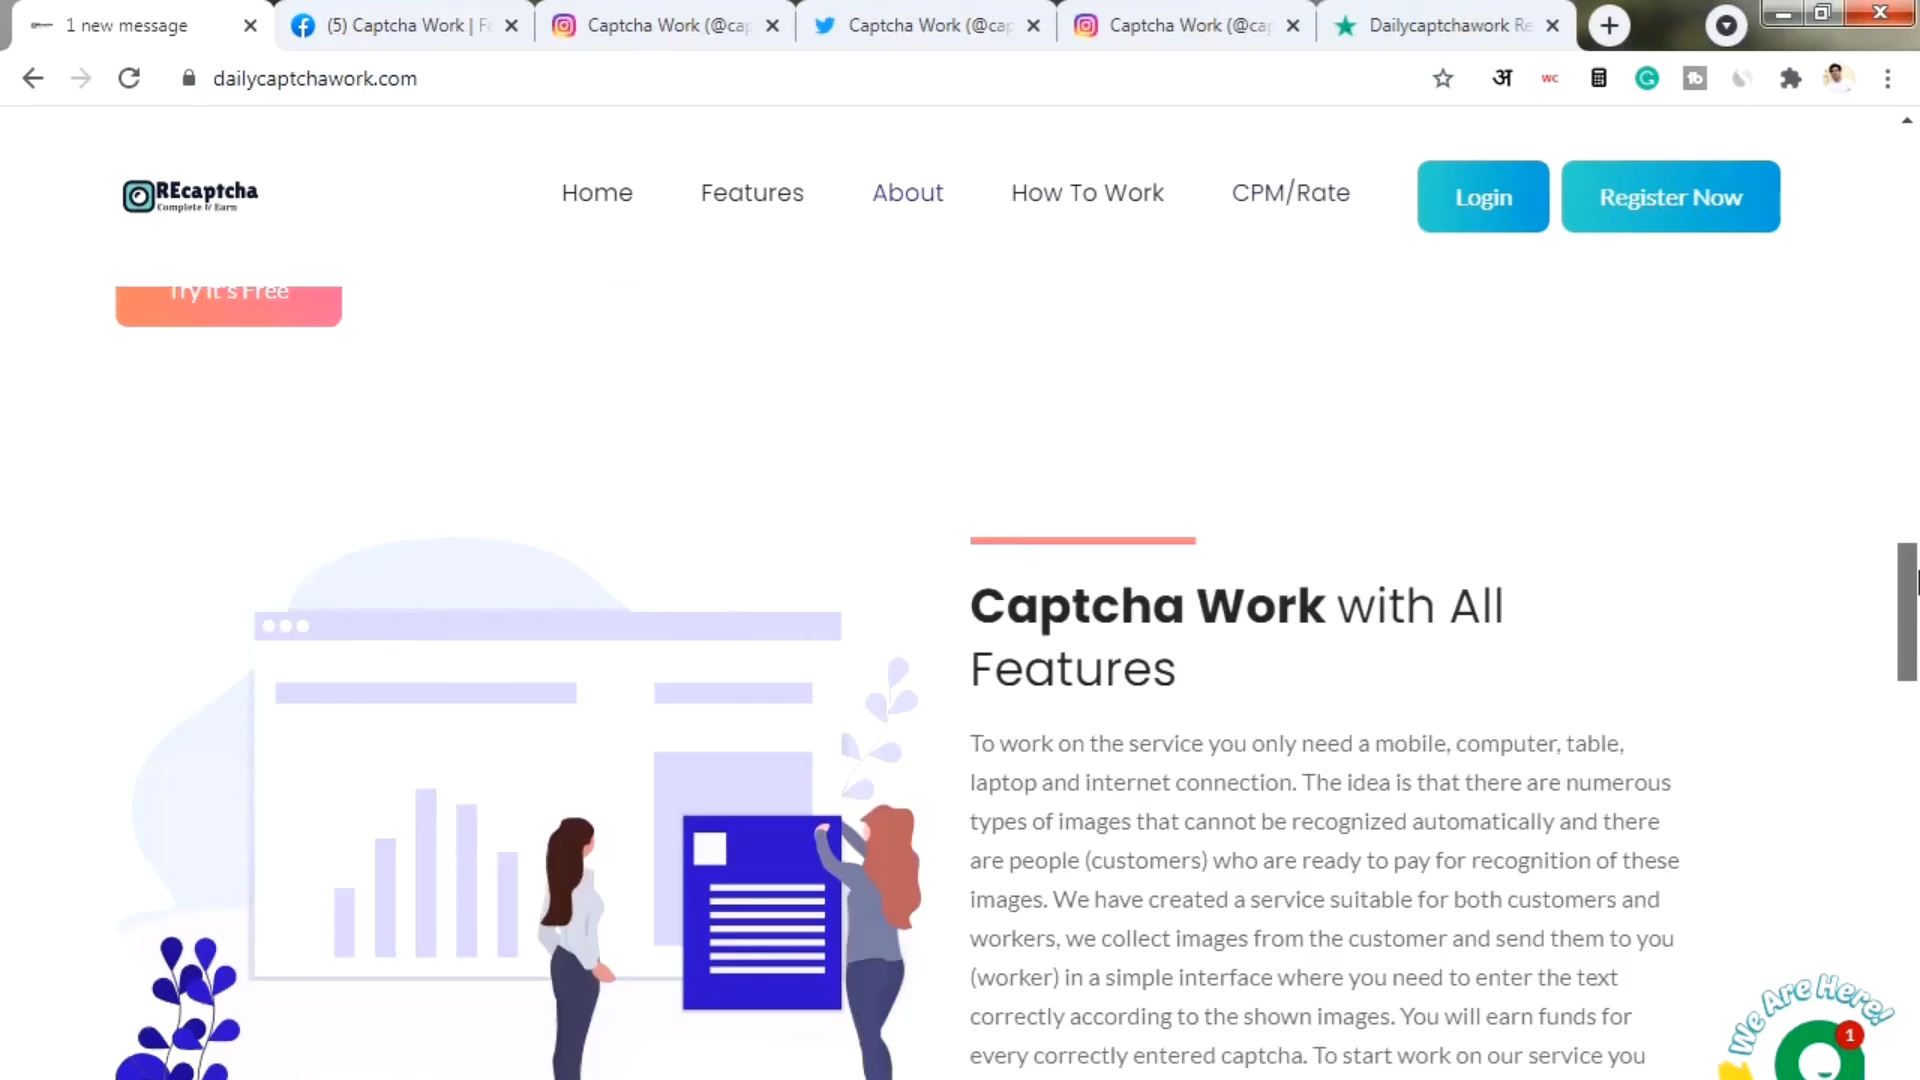 1 new message
(5) Captcha Work | Fe
Captcha Work (@cap
Captcha Work (@cap
Captcha Work (@cap
Dailycaptchawork Re
dailycaptchawork.com
अ
WC
REcaptcha
Complete & Earn
Home
Features
About
How To Work
CPM/Rate
Login
Register Now
Try It's Free
Captcha Work with All
Features
To work on the service you only need a mobile, computer, table,
laptop and internet connection. The idea is that there are numerous
types of images that cannot be recognized automatically and there
are people (customers) who are ready to pay for recognition of these
images. We have created a service suitable for both customers and
workers, we collect images from the customer and send them to you
(worker) in a simple interface where you need to enter the text
correctly according to the shown images. You will earn funds for
every correctly entered captcha. To start work on our service you
We Are Here!
1